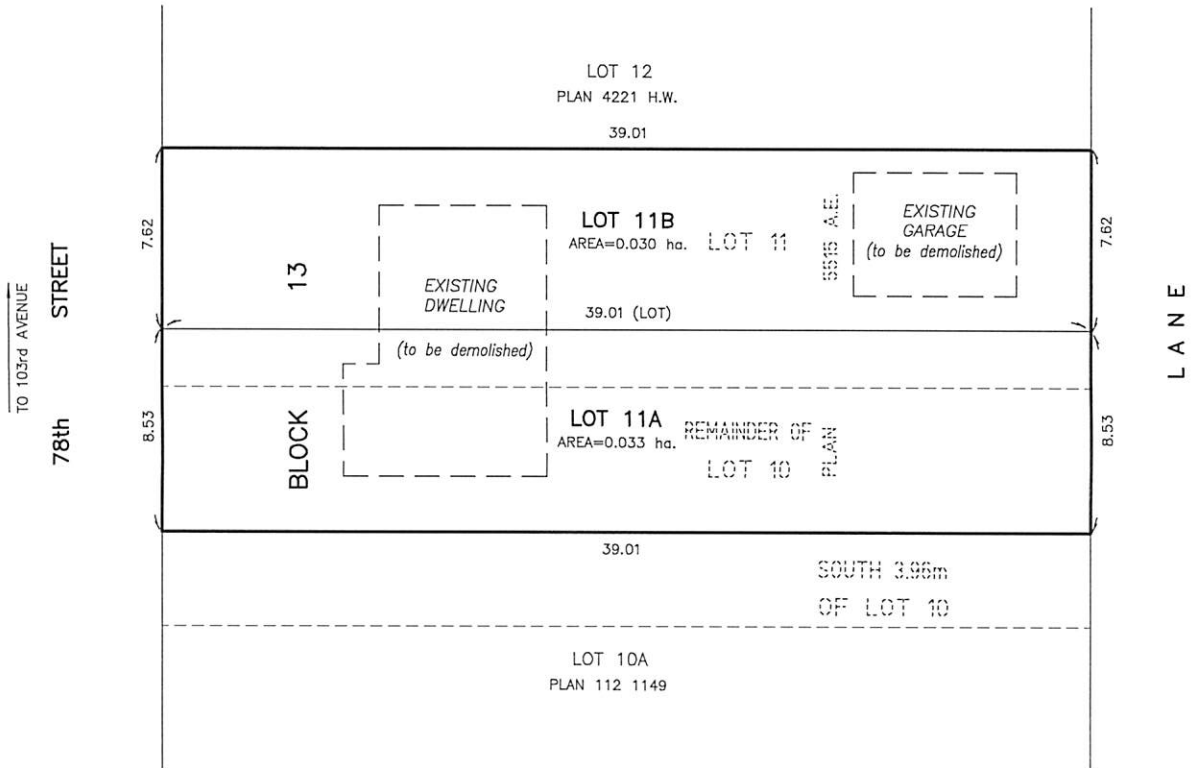 LOT 12
PLAN 4221 H.W.
39.01
7.62
LOT 11B
AREA=0.030 ha.
LOT 11
5515 A.E.
EXISTING
GARAGE
(to be demolished)
7.62
13
EXISTING
DWELLING
(to be demolished)
39.01 (LOT)
TO 103rd AVENUE
78th STREET
LANE
8.53
BLOCK
LOT 11A
AREA=0.033 ha.
REMAINDER OF
LOT 10
PLAN
8.53
39.01
SOUTH 3.96m
OF LOT 10
LOT 10A
PLAN 112 1149